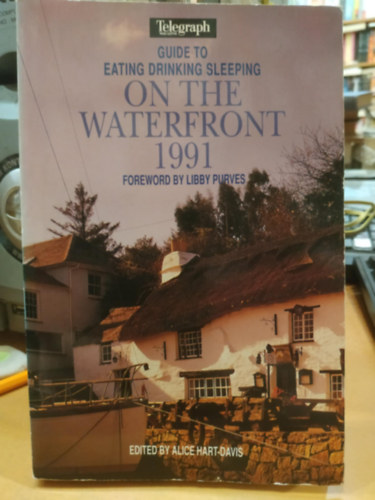 Telegraph
GUIDE TO
EATING DRINKING SLEEPING
ON THE
WATERFRONT
1991
FOREWORD BY LIBBY PURVES
EDITED BY ALICE HART-DAVIS